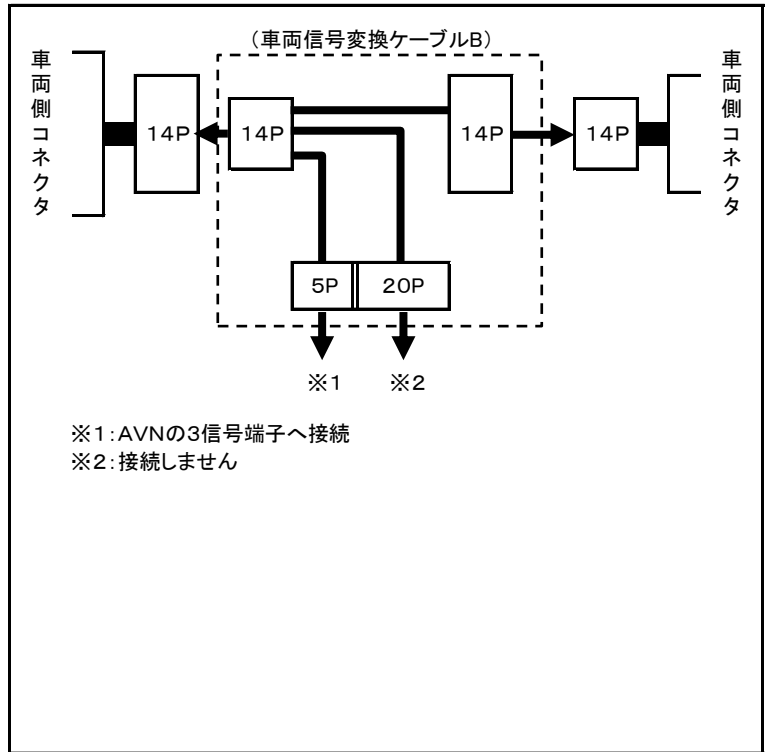 (車両信号変換ケーブルB)
車両側コネクタ
14P
14P
14P
14P
車両側コネクタ
5P
20P
※1
※2
※1:AVNの3信号端子へ接続
※2:接続しません